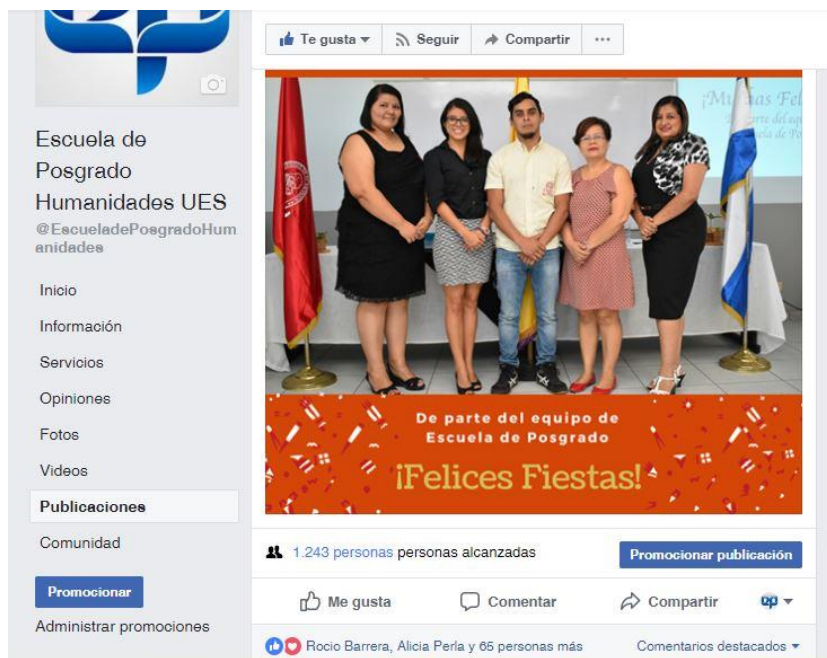 Te gusta
Seguir
Compartir
Escuela de
Posgrado
Humanidades UES
@EscueladePosgradoHum
anidades
Inicio
Información
Servicios
Opiniones
Fotos
Videos
Publicaciones
Comunidad
Promocionar
Administrar promociones
De parte del equipo de
Escuela de Posgrado
¡Felices Fiestas!
1.243 personas personas alcanzadas
Promocionar publicación
Me gusta
Comentar
Compartir
Rocio Barrera, Alicia Perla y 65 personas más
Comentarios destacados